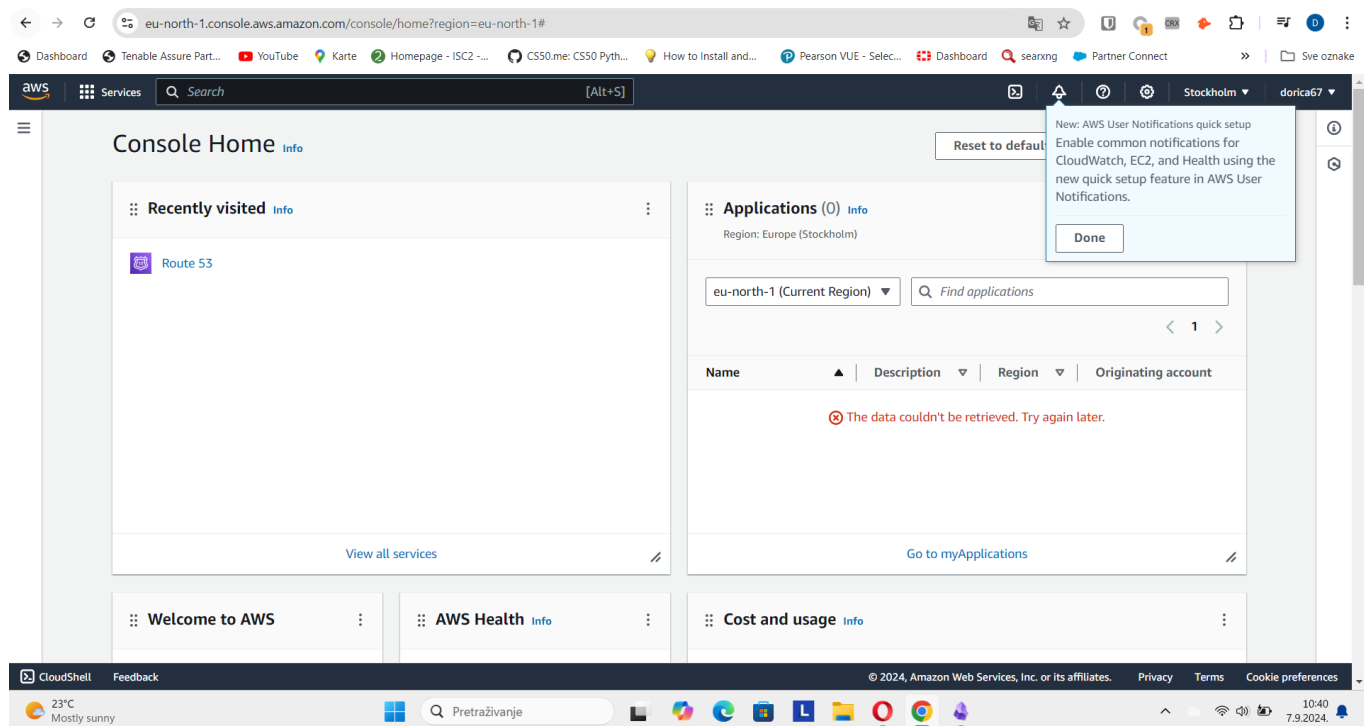 eu-north-1.console.aws.amazon.com/console/home?region=eu-north-1#
CRX
1
D
Dashboard
Tenable Assure Part...
YouTube
Karte
Homepage - ISC2 -...
CS50.me: CS50 Pyth...
How to Install and...
Pearson VUE - Selec...
Dashboard
searxng
Partner Connect
»
Sve oznake
aws
Services
Search
[Alt+S]
Stockholm
dorica67
Console Home Info
Reset to defaul
New: AWS User Notifications quick setup
Enable common notifications for
CloudWatch, EC2, and Health using the
new quick setup feature in AWS User
Notifications.
Done
Recently visited Info
Route 53
View all services
Applications (0) Info
Region: Europe (Stockholm)
eu-north-1 (Current Region)
Find applications
1
Name
Description
Region
Originating account
The data couldn't be retrieved. Try again later.
Go to myApplications
Welcome to AWS
AWS Health Info
Cost and usage Info
CloudShell
Feedback
© 2024, Amazon Web Services, Inc. or its affiliates.
Privacy
Terms
Cookie preferences
23°C
Mostly sunny
Pretraživanje
L
10:40
7.9.2024.